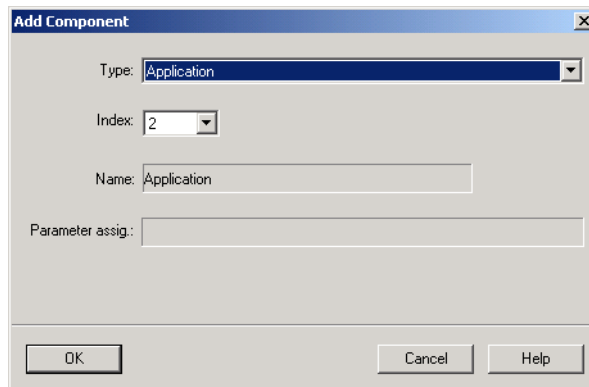 Add Component
Type: Application
Index: 2
Name: Application
Parameter assig.:
OK Cancel Help